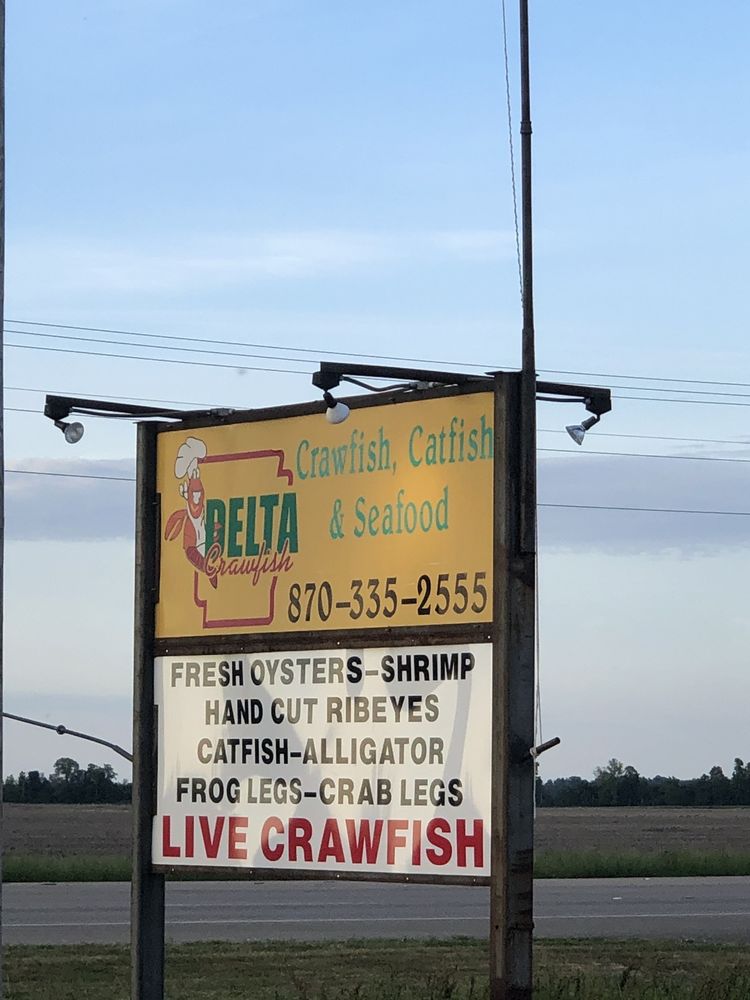 Crawfish, Catfish
& Seafood
DELTA
Crawfish
870-335-2555
FRESH OYSTERS-SHRIMP
HAND CUT RIBEYES
CATFISH-ALLIGATOR
FROG LEGS-CRAB LEGS
LIVE CRAWFISH